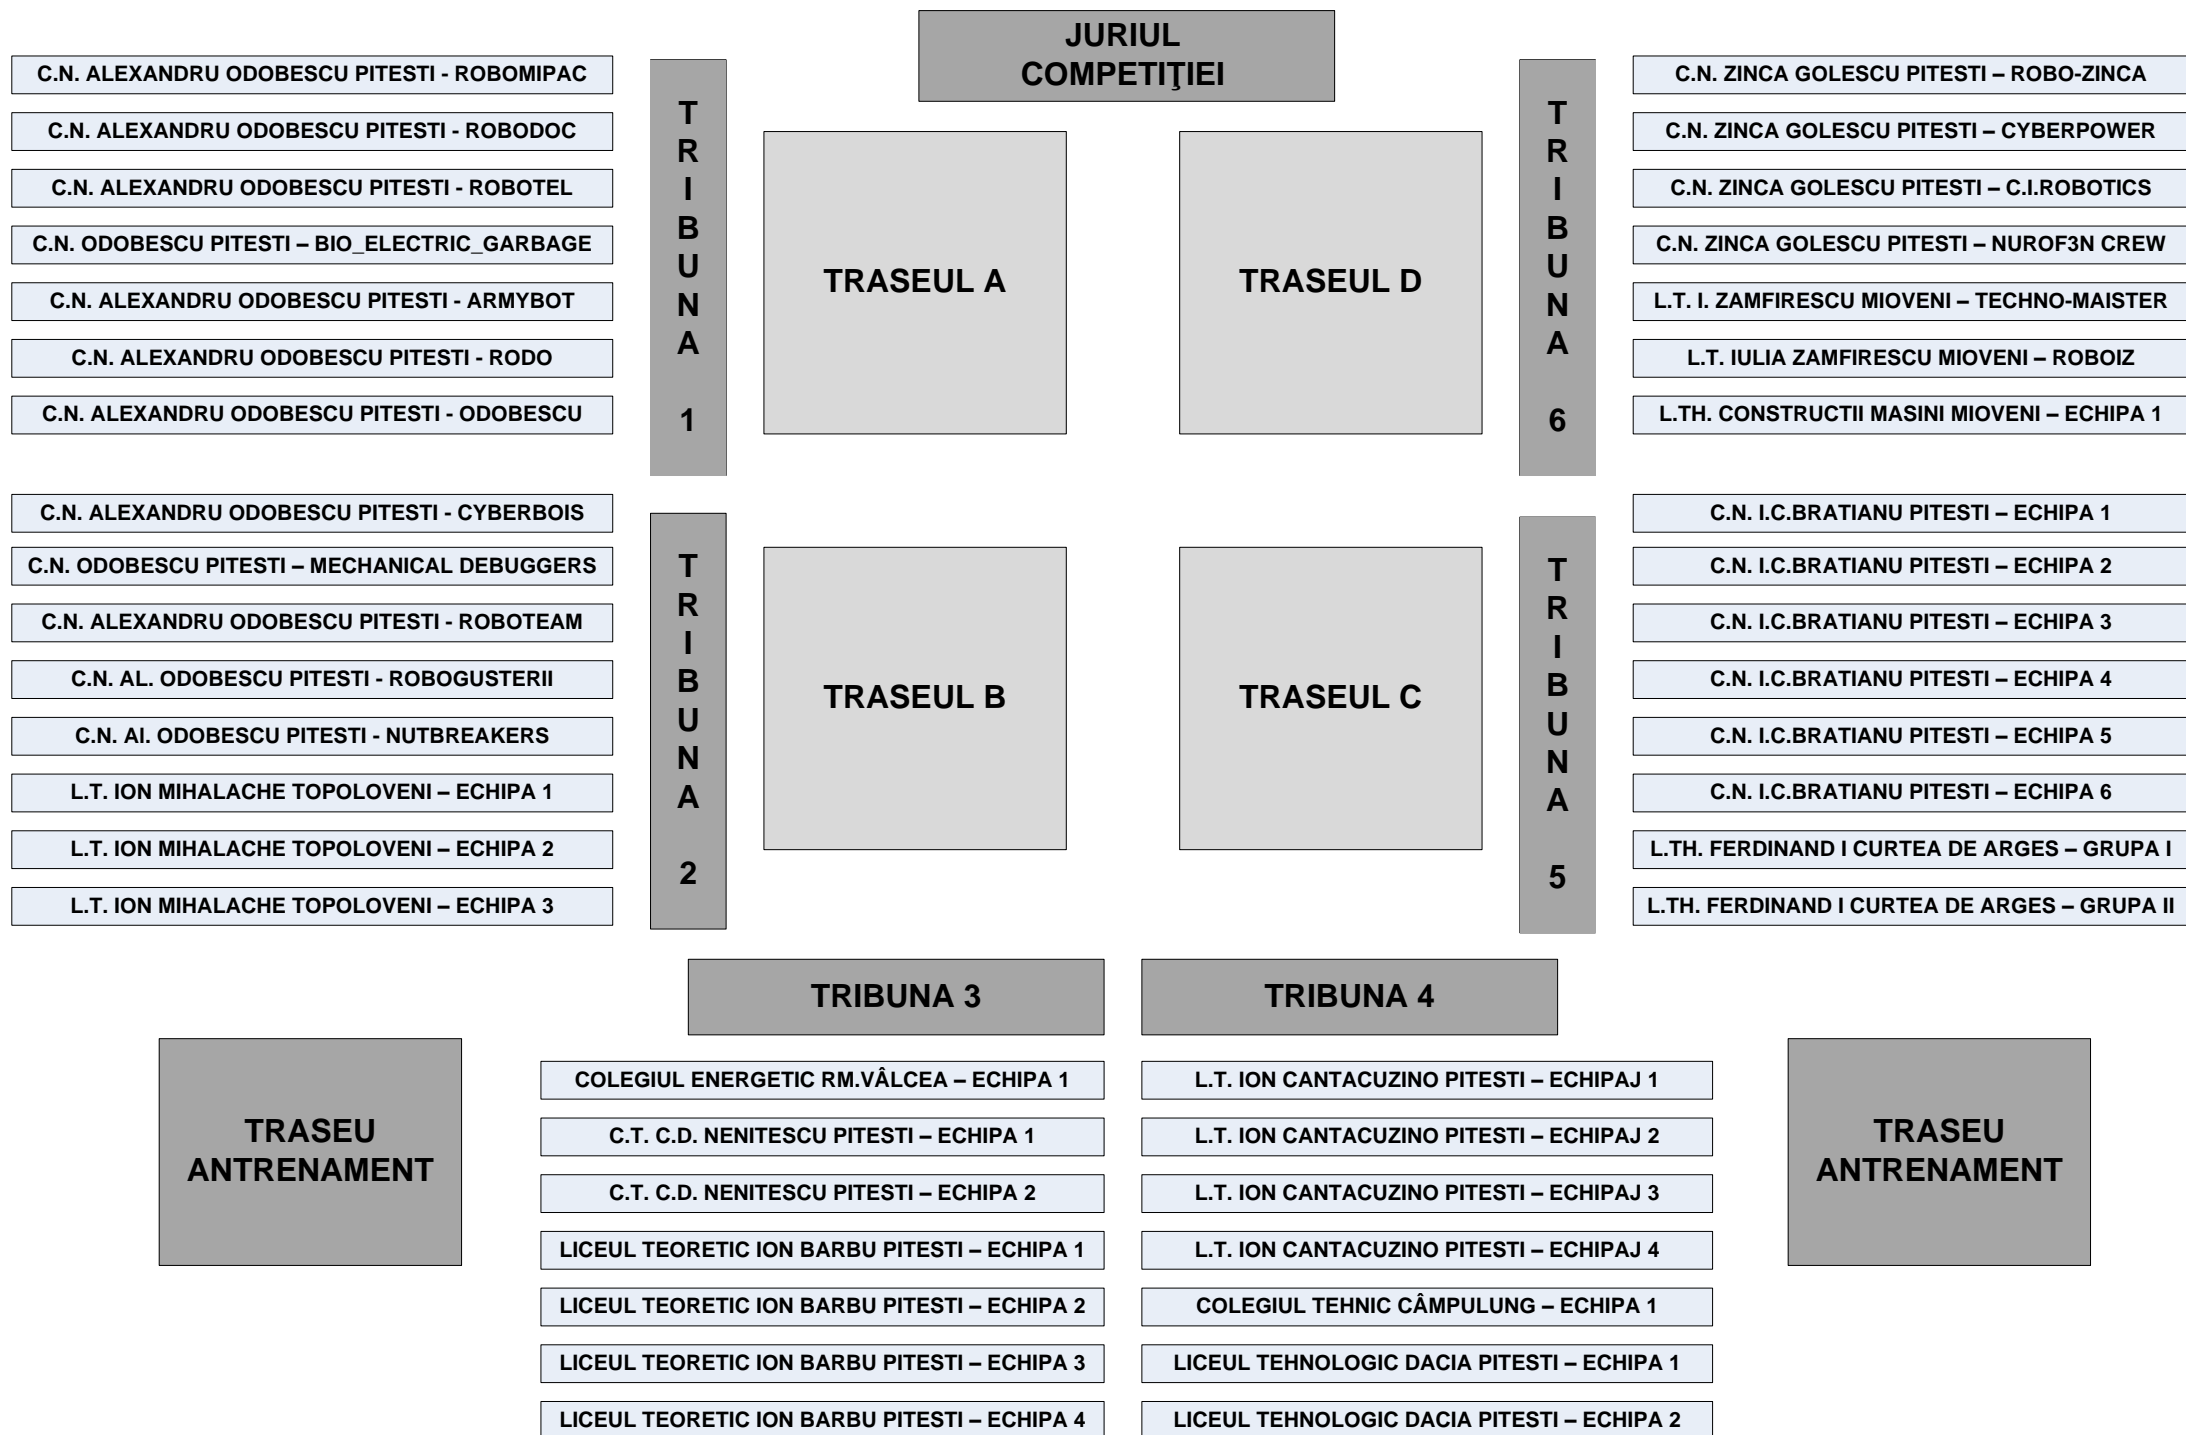 JURIUL
COMPETIŢIEI
C.N. ALEXANDRU ODOBESCU PITESTI - ROBOMIPAC
C.N. ALEXANDRU ODOBESCU PITESTI - ROBODOC
C.N. ALEXANDRU ODOBESCU PITESTI - ROBOTEL
C.N. ODOBESCU PITESTI – BIO_ELECTRIC_GARBAGE
C.N. ALEXANDRU ODOBESCU PITESTI - ARMYBOT
C.N. ALEXANDRU ODOBESCU PITESTI - RODO
C.N. ALEXANDRU ODOBESCU PITESTI - ODOBESCU
TRIBUNA 1
TRASEUL A
TRASEUL D
TRIBUNA 6
C.N. ZINCA GOLESCU PITESTI – ROBO-ZINCA
C.N. ZINCA GOLESCU PITESTI – CYBERPOWER
C.N. ZINCA GOLESCU PITESTI – C.I.ROBOTICS
C.N. ZINCA GOLESCU PITESTI – NUROF3N CREW
L.T. I. ZAMFIRESCU MIOVENI – TECHNO-MAISTER
L.T. IULIA ZAMFIRESCU MIOVENI – ROBOIZ
L.TH. CONSTRUCTII MASINI MIOVENI – ECHIPA 1
C.N. ALEXANDRU ODOBESCU PITESTI - CYBERBOIS
C.N. ODOBESCU PITESTI – MECHANICAL DEBUGGERS
C.N. ALEXANDRU ODOBESCU PITESTI - ROBOTEAM
C.N. AL. ODOBESCU PITESTI - ROBOGUSTERII
C.N. Al. ODOBESCU PITESTI - NUTBREAKERS
L.T. ION MIHALACHE TOPOLOVENI – ECHIPA 1
L.T. ION MIHALACHE TOPOLOVENI – ECHIPA 2
L.T. ION MIHALACHE TOPOLOVENI – ECHIPA 3
TRIBUNA 2
TRASEUL B
TRASEUL C
TRIBUNA 5
C.N. I.C.BRATIANU PITESTI – ECHIPA 1
C.N. I.C.BRATIANU PITESTI – ECHIPA 2
C.N. I.C.BRATIANU PITESTI – ECHIPA 3
C.N. I.C.BRATIANU PITESTI – ECHIPA 4
C.N. I.C.BRATIANU PITESTI – ECHIPA 5
C.N. I.C.BRATIANU PITESTI – ECHIPA 6
L.TH. FERDINAND I CURTEA DE ARGES – GRUPA I
L.TH. FERDINAND I CURTEA DE ARGES – GRUPA II
TRIBUNA 3
TRIBUNA 4
TRASEU
ANTRENAMENT
COLEGIUL ENERGETIC RM.VÂLCEA – ECHIPA 1
C.T. C.D. NENITESCU PITESTI – ECHIPA 1
C.T. C.D. NENITESCU PITESTI – ECHIPA 2
LICEUL TEORETIC ION BARBU PITESTI – ECHIPA 1
LICEUL TEORETIC ION BARBU PITESTI – ECHIPA 2
LICEUL TEORETIC ION BARBU PITESTI – ECHIPA 3
LICEUL TEORETIC ION BARBU PITESTI – ECHIPA 4
L.T. ION CANTACUZINO PITESTI – ECHIPAJ 1
L.T. ION CANTACUZINO PITESTI – ECHIPAJ 2
L.T. ION CANTACUZINO PITESTI – ECHIPAJ 3
L.T. ION CANTACUZINO PITESTI – ECHIPAJ 4
COLEGIUL TEHNIC CÂMPULUNG – ECHIPA 1
LICEUL TEHNOLOGIC DACIA PITESTI – ECHIPA 1
LICEUL TEHNOLOGIC DACIA PITESTI – ECHIPA 2
TRASEU
ANTRENAMENT